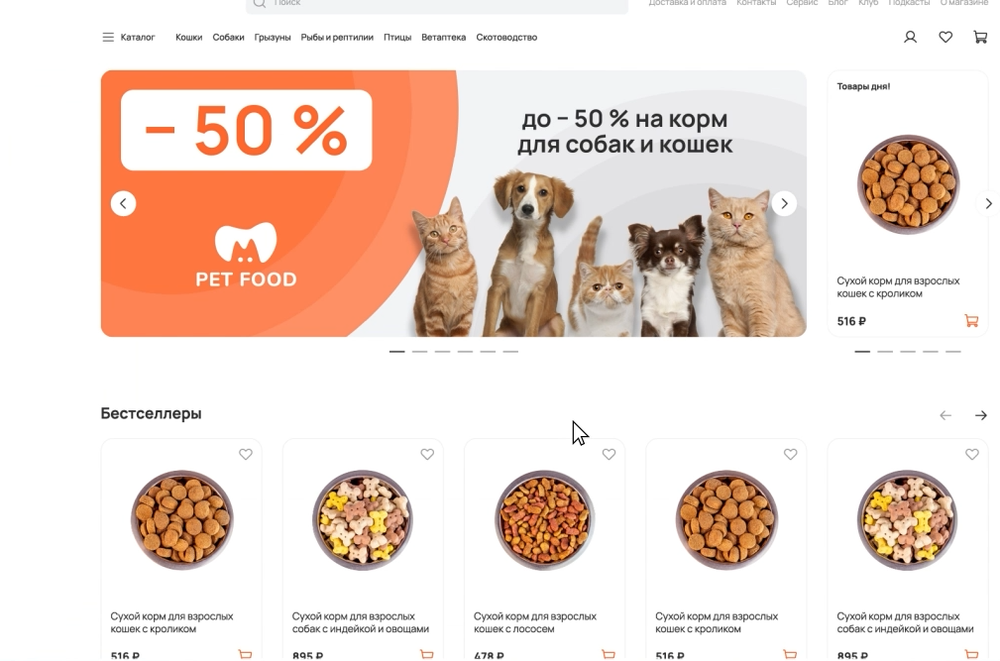 Поиск
Доставка и оплата Контакты Сервис Блог Клуб Подкасты О магазине
Каталог Кошки Собаки Грызуны Рыбы и рептилии Птицы Ветаптека Скотоводство
– 50 %
до – 50 % на корм
для собак и кошек
PET FOOD
Товары дня!
Сухой корм для взрослых
кошек с кроликом
516 ₽
Бестселлеры
Сухой корм для взрослых
кошек с кроликом
516 ₽
Сухой корм для взрослых
собак с индейкой и овощами
895 ₽
Сухой корм для взрослых
кошек с лососем
478 ₽
Сухой корм для взрослых
кошек с кроликом
516 ₽
Сухой корм для взрослых
собак с индейкой и овощами
895 ₽